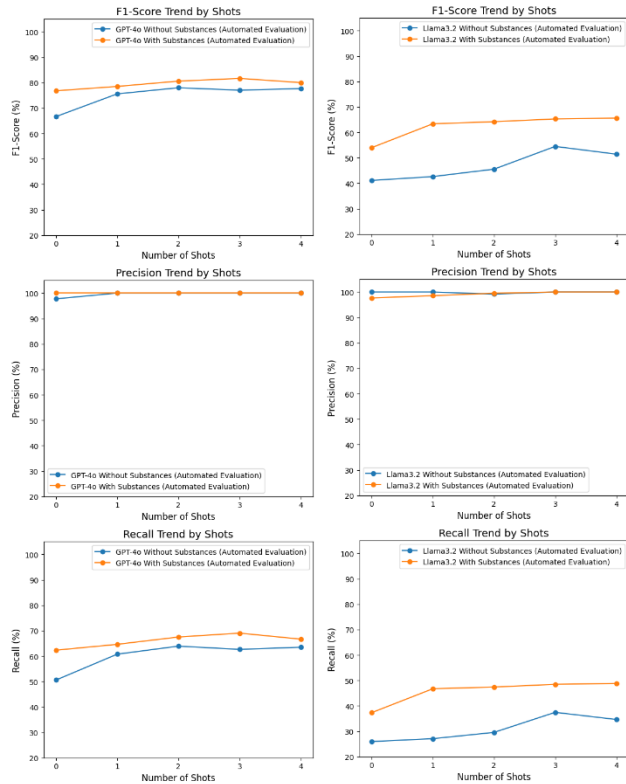 F1-Score Trend by Shots
GPT-4o Without Substances (Automated Evaluation)
GPT-4o With Substances (Automated Evaluation)
F1-Score (%)
100
90
80
70
60
50
40
30
20
0 1 2 3 4
Number of Shots
F1-Score Trend by Shots
Llama3.2 Without Substances (Automated Evaluation)
Llama3.2 With Substances (Automated Evaluation)
F1-Score (%)
100
90
80
70
60
50
40
30
20
0 1 2 3 4
Number of Shots
Precision Trend by Shots
Precision (%)
100
90
80
70
60
50
40
30
20
GPT-4o Without Substances (Automated Evaluation)
GPT-4o With Substances (Automated Evaluation)
0 1 2 3 4
Number of Shots
Precision Trend by Shots
Precision (%)
100
90
80
70
60
50
40
30
20
Llama3.2 Without Substances (Automated Evaluation)
Llama3.2 With Substances (Automated Evaluation)
0 1 2 3 4
Number of Shots
Recall Trend by Shots
GPT-4o Without Substances (Automated Evaluation)
GPT-4o With Substances (Automated Evaluation)
Recall (%)
100
90
80
70
60
50
40
30
20
0 1 2 3 4
Number of Shots
Recall Trend by Shots
Llama3.2 Without Substances (Automated Evaluation)
Llama3.2 With Substances (Automated Evaluation)
Recall (%)
100
90
80
70
60
50
40
30
20
0 1 2 3 4
Number of Shots